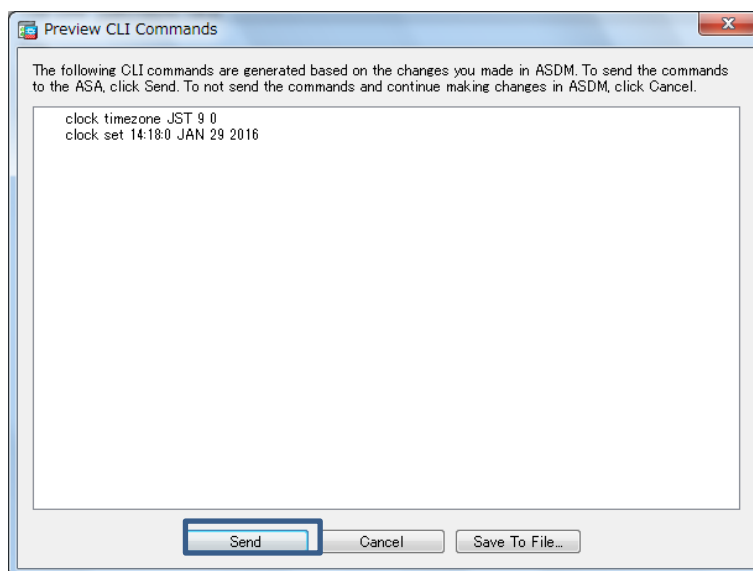 Preview CLI Commands
The following CLI commands are generated based on the changes you made in ASDM. To send the commands
to the ASA, click Send. To not send the commands and continue making changes in ASDM, click Cancel.
clock timezone JST 9 0
clock set 14:18:0 JAN 29 2016
Send Cancel Save To File...